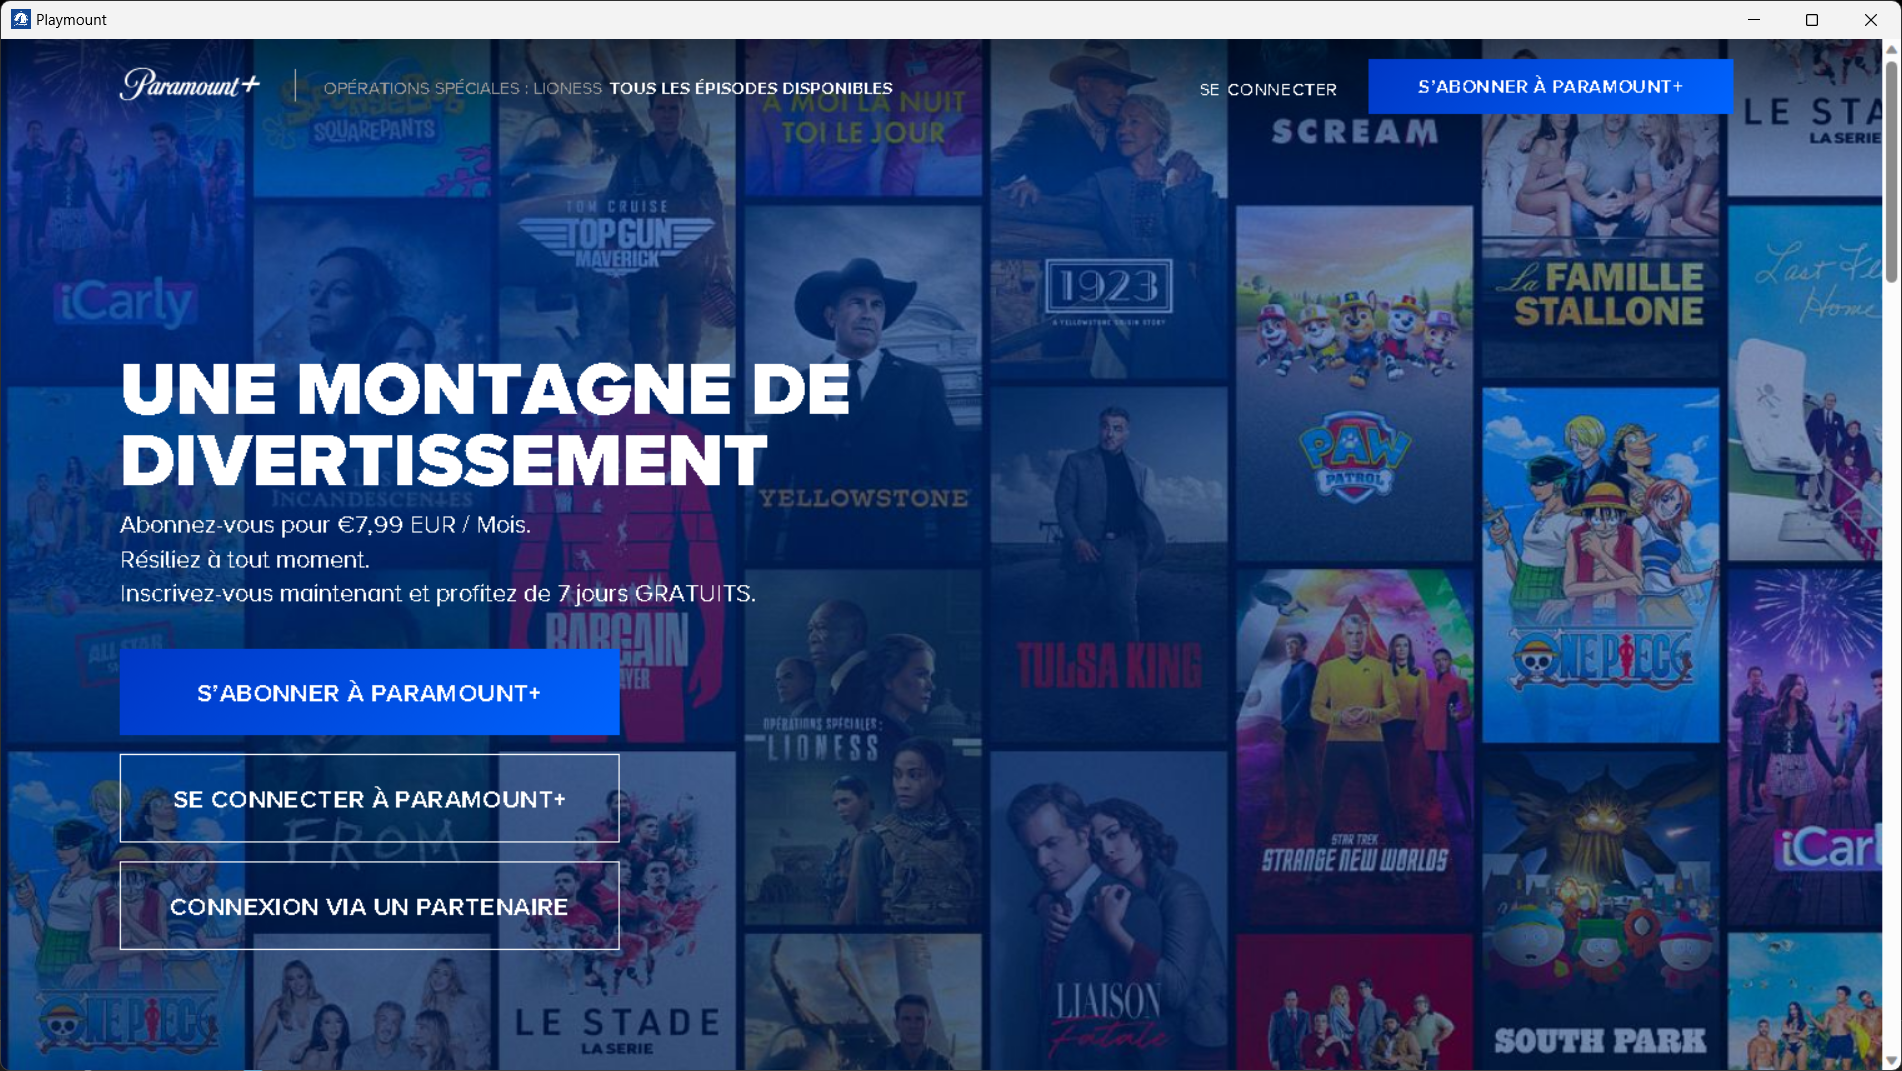 Playmount
Paramount+
OPÉRATIONS SPÉCIALES : LIONESS TOUS LES ÉPISODES DISPONIBLES
SE CONNECTER
S'ABONNER À PARAMOUNT+
SQUAREPANTS
À MOI LA NUIT
TOI LE JOUR
SCREAM
LE STA
LA SERIE
TOM CRUISE
TOP GUN
MAVERICK
iCarly
1923
A YELLOWSTONE ORIGIN STORY
La FAMILLE
STALLONE
Last Fl
Home
PAW
PATROL
UNE MONTAGNE DE
DIVERTISSEMENT
INCANDESCENTES
YELLOWSTONE
Abonnez-vous pour €7,99 EUR / Mois.
Résiliez à tout moment.
Inscrivez-vous maintenant et profitez de 7 jours GRATUITS.
ALL STAR
BARGAIN
TULSA KING
ONE PIECE
S'ABONNER À PARAMOUNT+
OPÉRATIONS SPÉCIALES :
LIONESS
SE CONNECTER À PARAMOUNT+
FROM
STAR TREK
STRANGE NEW WORLDS
iCarl
CONNEXION VIA UN PARTENAIRE
ONE PIECE
LE STADE
LA SERIE
LIAISON
Fatale
SOUTH PARK